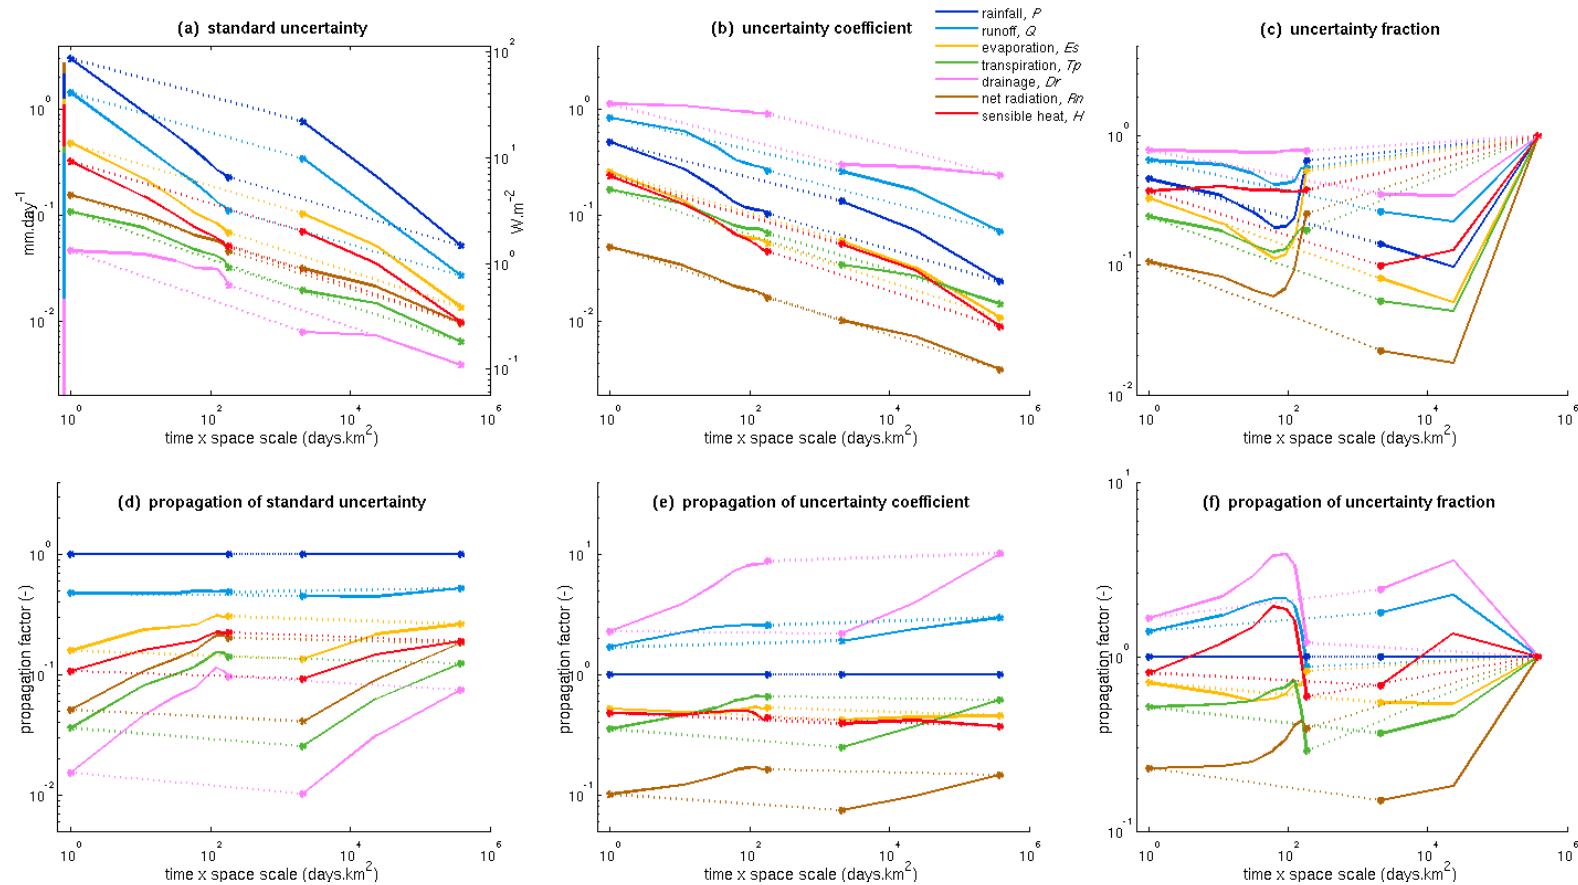 (a) standard uncertainty
10^0
10^-1
10^-2
mm.day^-1
10^2
10^1
10^0
10^-1
W.m^-2
10^0
10^2
10^4
10^6
time x space scale (days.km^2)
(b) uncertainty coefficient
10^0
10^-1
10^-2
10^0
10^2
10^4
10^6
time x space scale (days.km^2)
rainfall, P
runoff, Q
evaporation, Es
transpiration, Tp
drainage, Dr
net radiation, Rn
sensible heat, H
(c) uncertainty fraction
10^0
10^-1
10^-2
10^0
10^2
10^4
10^6
time x space scale (days.km^2)
(d) propagation of standard uncertainty
propagation factor (-)
10^0
10^-1
10^-2
10^0
10^2
10^4
10^6
time x space scale (days.km^2)
(e) propagation of uncertainty coefficient
propagation factor (-)
10^1
10^0
10^-1
10^0
10^2
10^4
10^6
time x space scale (days.km^2)
(f) propagation of uncertainty fraction
propagation factor (-)
10^1
10^0
10^-1
10^0
10^2
10^4
10^6
time x space scale (days.km^2)